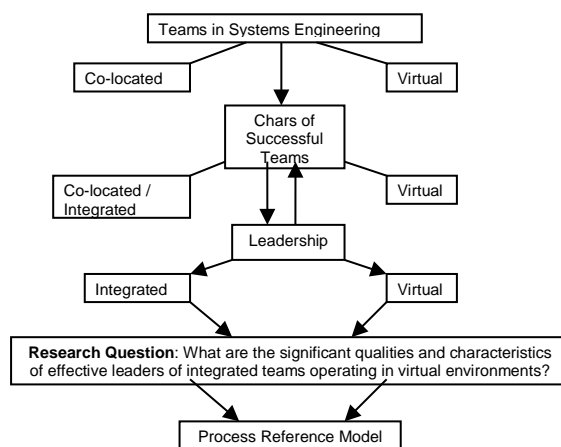 Teams in Systems Engineering
Co-located
Virtual
Chars of
Successful
Teams
Co-located /
Integrated
Virtual
Leadership
Integrated
Virtual
Research Question: What are the significant qualities and characteristics
of effective leaders of integrated teams operating in virtual environments?
Process Reference Model